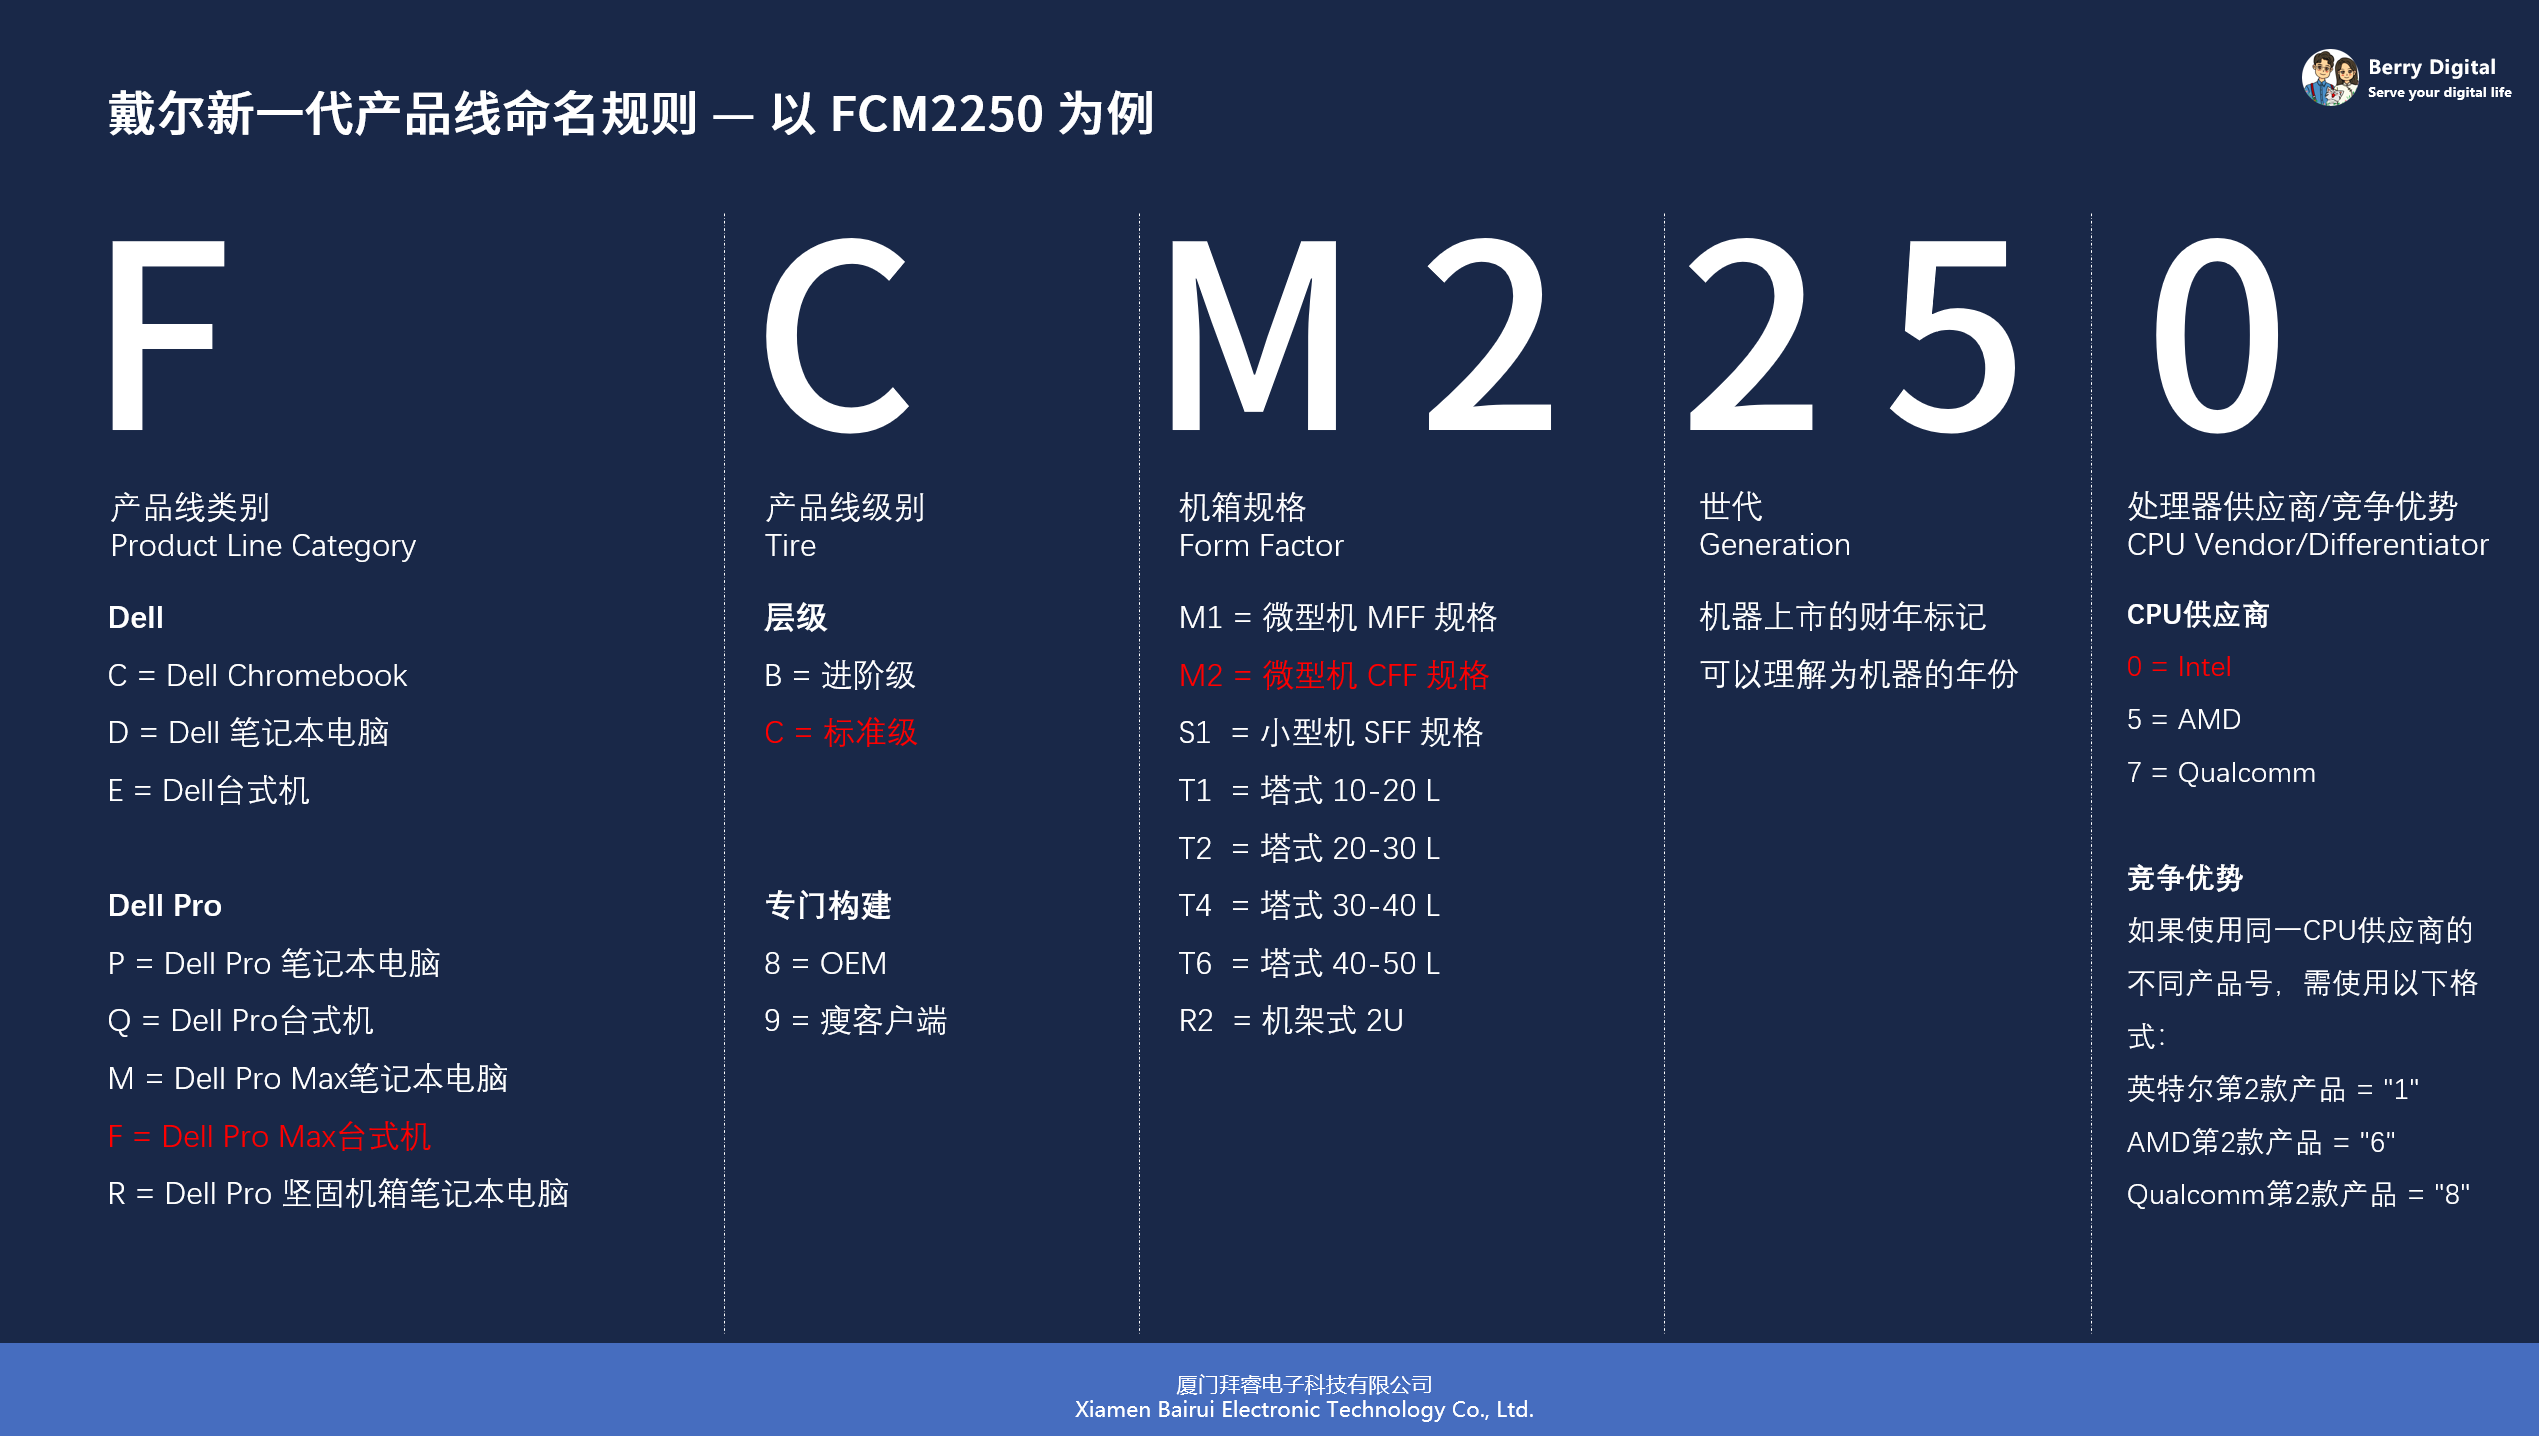 戴尔新一代产品线命名规则 — 以 FCM2250 为例
Berry Digital
Serve your digital life
F
产品线类别
Product Line Category
Dell
C = Dell Chromebook
D = Dell 笔记本电脑
E = Dell台式机
Dell Pro
P = Dell Pro 笔记本电脑
Q = Dell Pro台式机
M = Dell Pro Max笔记本电脑
F = Dell Pro Max台式机
R = Dell Pro 坚固机箱笔记本电脑
C
产品线级别
Tire
层级
B = 进阶级
C = 标准级
专门构建
8 = OEM
9 = 瘦客户端
M 2
机箱规格
Form Factor
M1 = 微型机 MFF 规格
M2 = 微型机 CFF 规格
S1 = 小型机 SFF 规格
T1 = 塔式 10-20 L
T2 = 塔式 20-30 L
T4 = 塔式 30-40 L
T6 = 塔式 40-50 L
R2 = 机架式 2U
2 5
世代
Generation
机器上市的财年标记
可以理解为机器的年份
0
处理器供应商/竞争优势
CPU Vendor/Differentiator
CPU供应商
0 = Intel
5 = AMD
7 = Qualcomm
竞争优势
如果使用同一CPU供应商的
不同产品号，需使用以下格
式：
英特尔第2款产品 = "1"
AMD第2款产品 = "6"
Qualcomm第2款产品 = "8"
厦门拜睿电子科技有限公司
Xiamen Bairui Electronic Technology Co., Ltd.